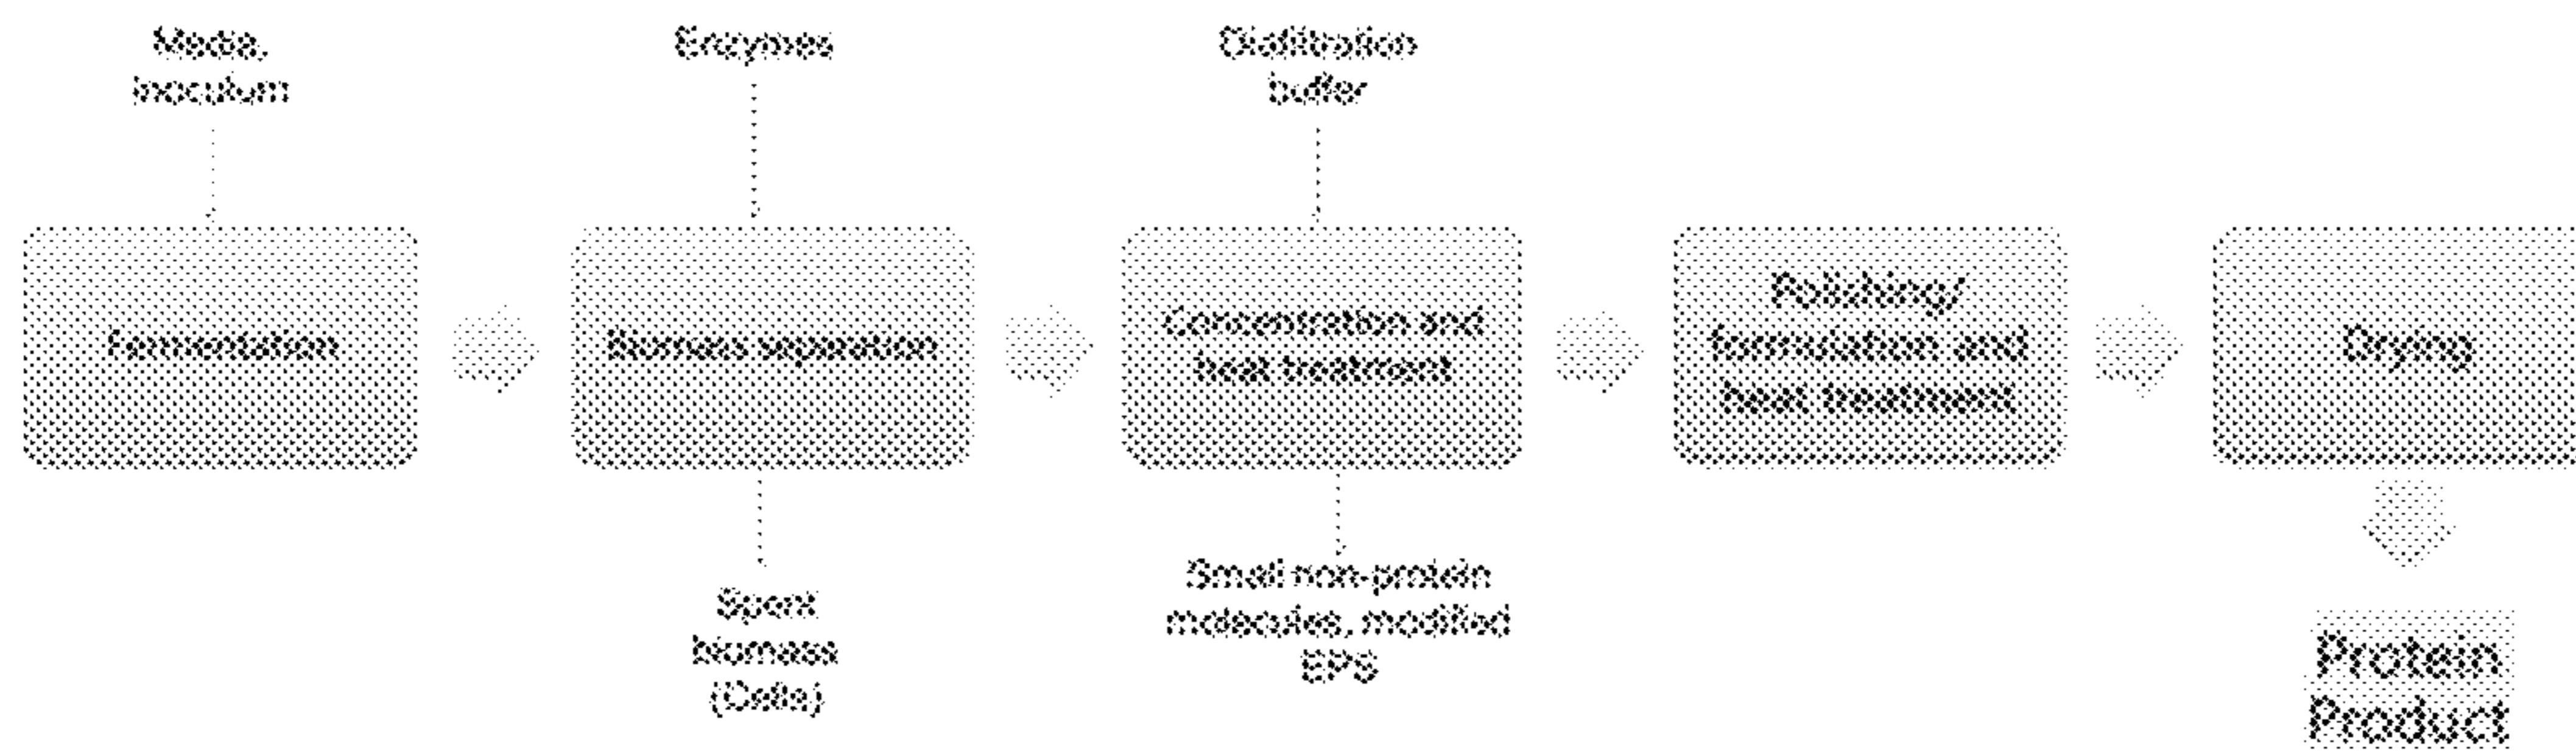 Media,
inoculum
Enzymes
Diafiltration
buffer
Fermentation
Biomass separation
Concentration and
heat treatment
Polishing/
formulation and
heat treatment
Drying
Spent
biomass
(Cells)
Small non-protein
molecules, modified
EPS
Protein
Product